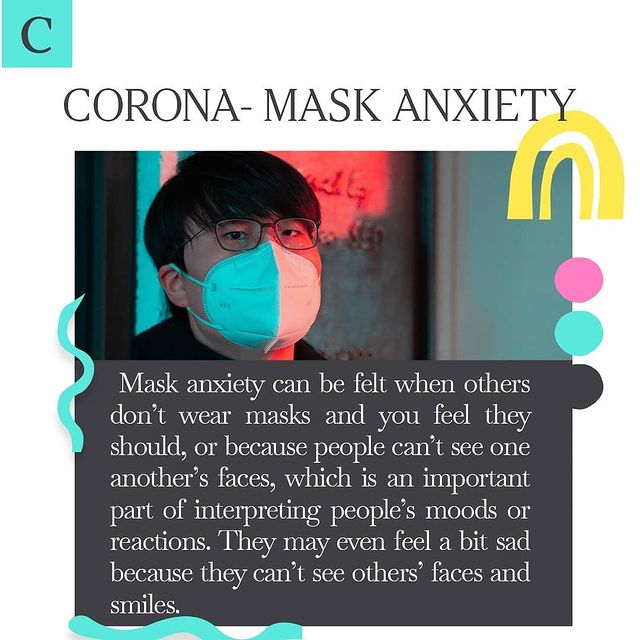 C
CORONA- MASK ANXIETY
Mask anxiety can be felt when others
don’t wear masks and you feel they
should, or because people can’t see one
another’s faces, which is an important
part of interpreting people’s moods or
reactions. They may even feel a bit sad
because they can’t see others’ faces and
smiles.